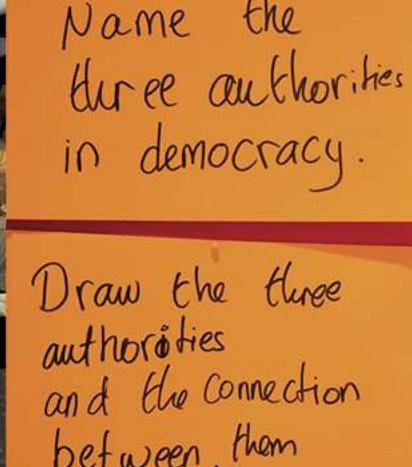 Name the
three authorities
in democracy.
Draw the three
authorities
and the connection
between them